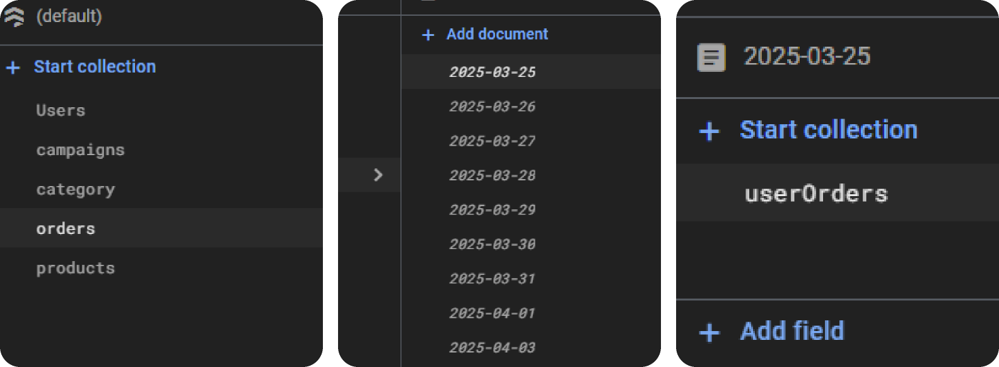 (default)
+ Start collection
Users
campaigns
category
orders
products
+ Add document
2025-03-25
2025-03-26
2025-03-27
2025-03-28
2025-03-29
2025-03-30
2025-03-31
2025-04-01
2025-04-03
2025-03-25
+ Start collection
userOrders
+ Add field